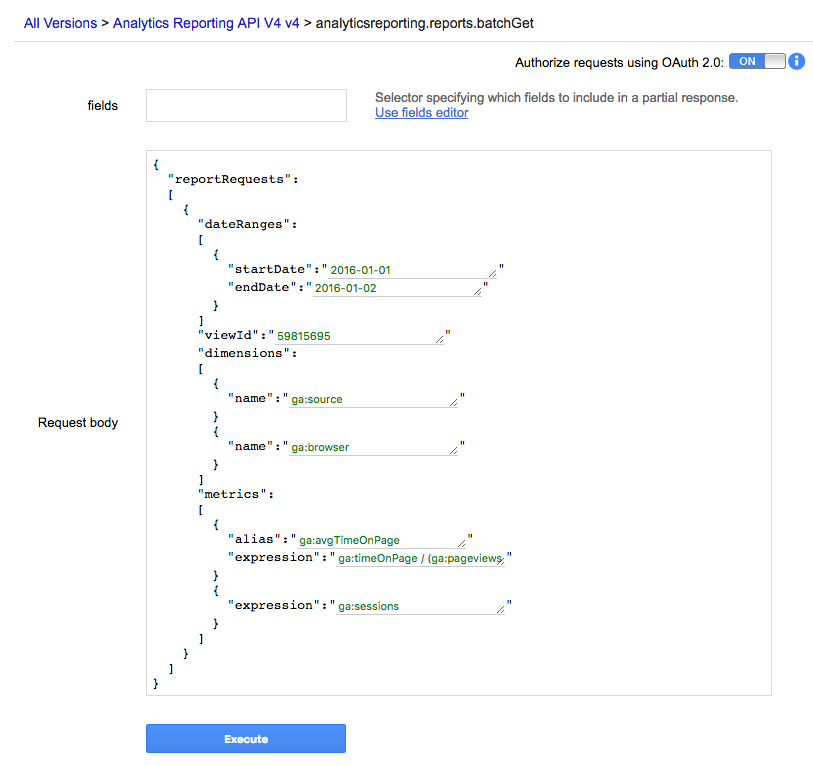 All Versions > Analytics Reporting API V4 v4 > analyticsreporting.reports.batchGet
Authorize requests using OAuth 2.0: ON i
fields
Selector specifying which fields to include in a partial response.
Use fields editor
Request body
{
"reportRequests":
[
{
"dateRanges":
[
{
"startDate":"2016-01-01"
"endDate":"2016-01-02"
}
]
"viewId":"59815695"
"dimensions":
[
{
"name":"ga:source"
}
{
"name":"ga:browser"
}
]
"metrics":
[
{
"alias":"ga:avgTimeOnPage"
"expression":"ga:timeOnPage / (ga:pageviews"
}
{
"expression":"ga:sessions"
}
]
}
]
}
Execute